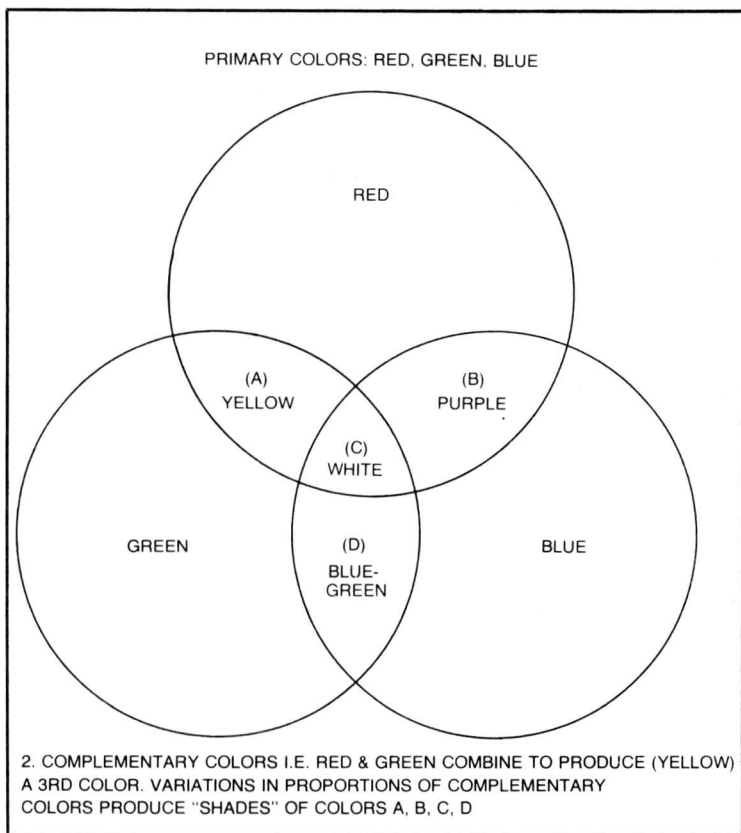 PRIMARY COLORS: RED, GREEN, BLUE
RED
(A)
YELLOW
(B)
PURPLE
(C)
WHITE
GREEN
(D)
BLUE-
GREEN
BLUE
2. COMPLEMENTARY COLORS I.E. RED & GREEN COMBINE TO PRODUCE (YELLOW)
A 3RD COLOR. VARIATIONS IN PROPORTIONS OF COMPLEMENTARY
COLORS PRODUCE "SHADES" OF COLORS A, B, C, D